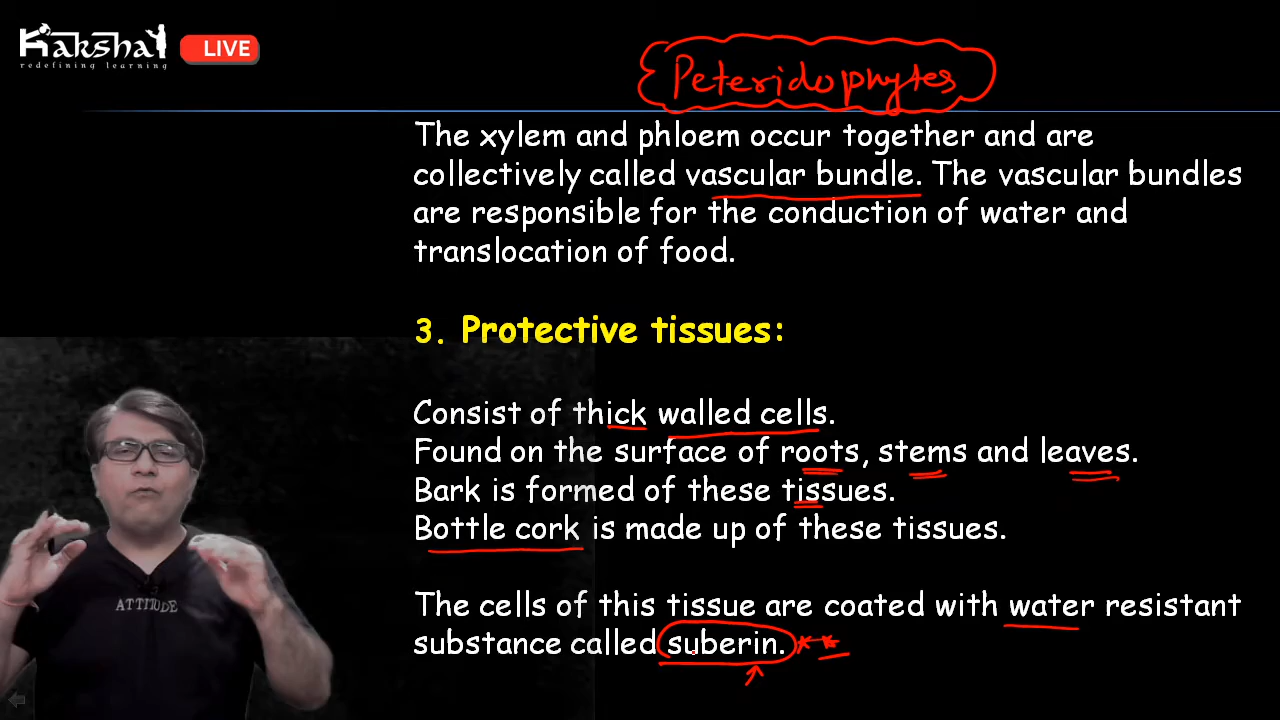 Kaksha
LIVE
redefining learning
Peteridophytes
The xylem and phloem occur together and are
collectively called vascular bundle. The vascular bundles
are responsible for the conduction of water and
translocation of food.
3. Protective tissues:
Consist of thick walled cells.
Found on the surface of roots, stems and leaves.
Bark is formed of these tissues.
Bottle cork is made up of these tissues.
The cells of this tissue are coated with water resistant
substance called suberin.
ATTITUDE